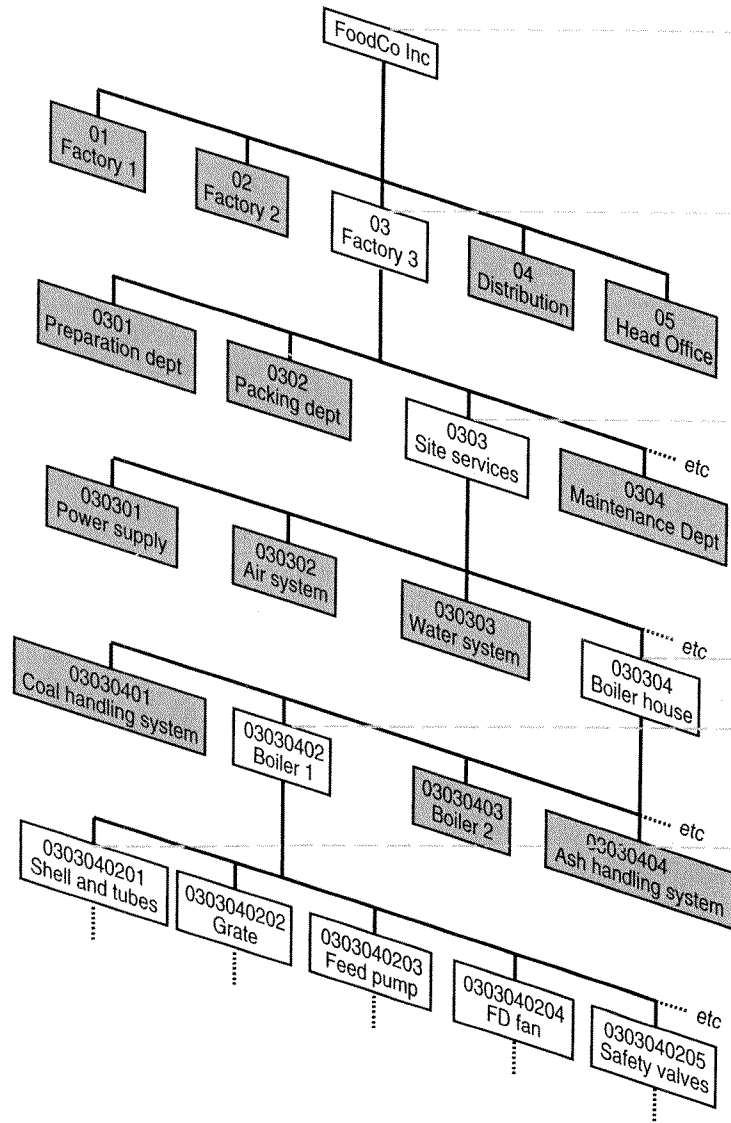 FoodCo Inc
01
Factory 1
02
Factory 2
03
Factory 3
04
Distribution
05
Head Office
0301
Preparation dept
0302
Packing dept
0303
Site services
0304
Maintenance Dept
etc
030301
Power supply
030302
Air system
030303
Water system
030304
Boiler house
etc
03030401
Coal handling system
03030402
Boiler 1
03030403
Boiler 2
03030404
Ash handling system
etc
0303040201
Shell and tubes
0303040202
Grate
0303040203
Feed pump
0303040204
FD fan
0303040205
Safety valves
etc